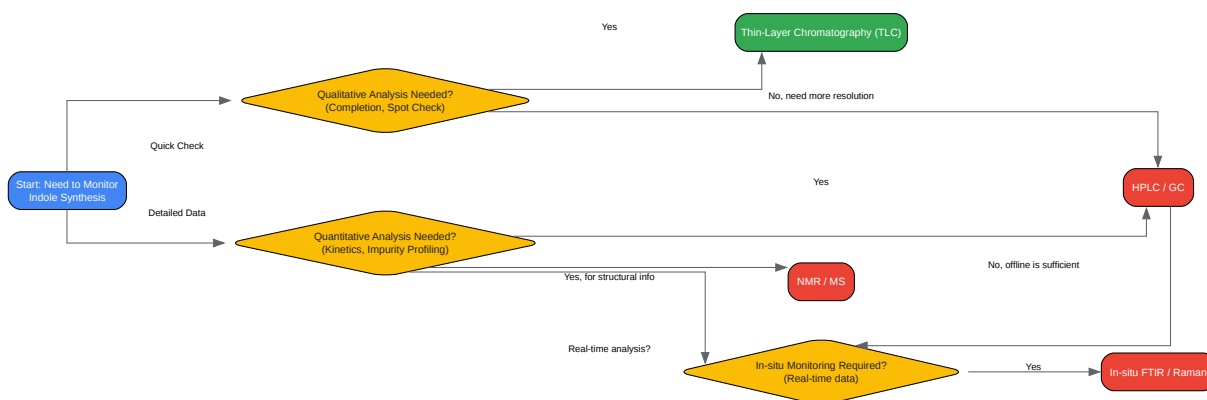 Yes
Thin-Layer Chromatography (TLC)
Qualitative Analysis Needed?
(Completion, Spot Check)
No, need more resolution
Quick Check
Start: Need to Monitor
Indole Synthesis
Yes
HPLC / GC
Detailed Data
Quantitative Analysis Needed?
(Kinetics, Impurity Profiling)
No, offline is sufficient
Yes, for structural info
NMR / MS
Real-time analysis?
In-situ Monitoring Required?
(Real-time data)
Yes
In-situ FTIR / Raman